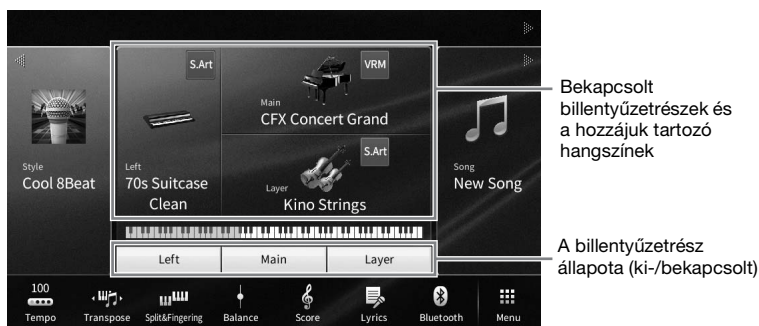 S.Art
VRM
Main
CFX Concert Grand
Style
Cool 8Beat
Left
70s Suitcase
Clean
S.Art
Layer
Kino Strings
Song
New Song
Left
Main
Layer
100
Tempo
Transpose
Split&Fingering
Balance
Score
Lyrics
Bluetooth
Menu
Bekapcsolt
billentyűzetrészek és
a hozzájuk tartozó
hangszínek
A billentyűzetrész
állapota (ki-/bekapcsolt)